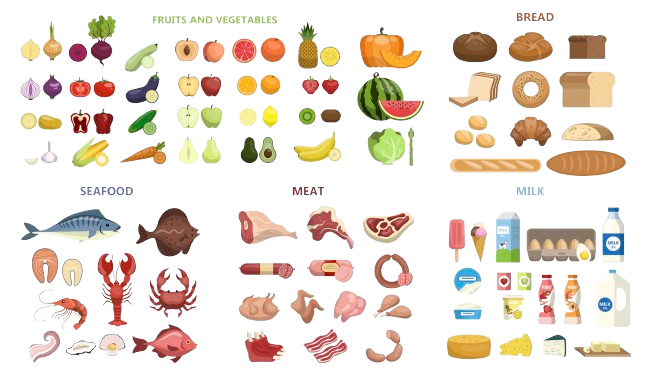 FRUITS AND VEGETABLES
BREAD
SEAFOOD
MEAT
MILK
MILK
MILK